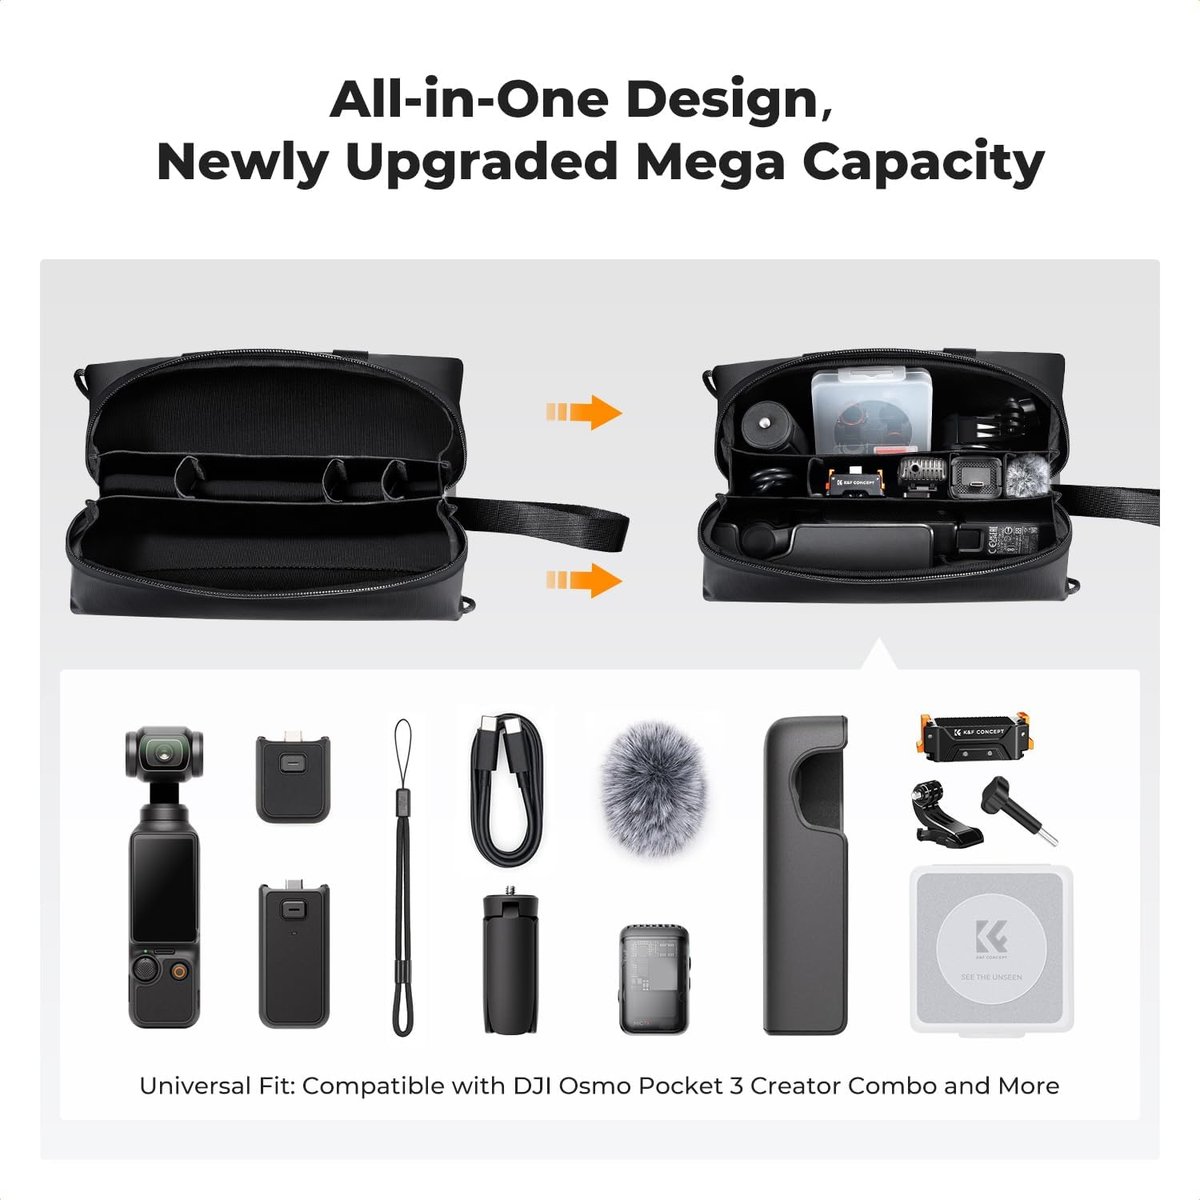 All-in-One Design,
Newly Upgraded Mega Capacity
K&F CONCEPT
K&F CONCEPT
K&F CONCEPT
SEE THE UNSEEN
Universal Fit: Compatible with DJI Osmo Pocket 3 Creator Combo and More